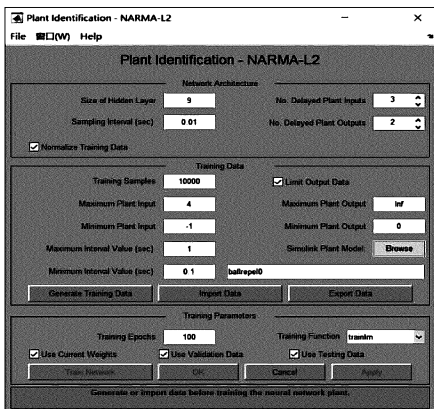 Plant Identification - NARMA-L2
File 窗口(W) Help
Plant Identification - NARMA-L2
Network Architecture
Size of Hidden Layer 9 No. Delayed Plant Inputs 3
Sampling Interval (sec) 0 01 No. Delayed Plant Outputs 2
Normalize Training Data
Training Data
Training Samples 10000 Limit Output Data
Maximum Plant Input 4 Maximum Plant Output Inf
Minimum Plant Input -1 Minimum Plant Output 0
Maximum Interval Value (sec) 1 Simulink Plant Model: Browse
Minimum Interval Value (sec) 0 1 ballrepel0
Generate Training Data Import Data Export Data
Training Parameters
Training Epochs 100 Training Function trainlm
Use Current Weights Use Validation Data Use Testing Data
Train Network OK Cancel Apply
Generate or import data before training the neural network plant.